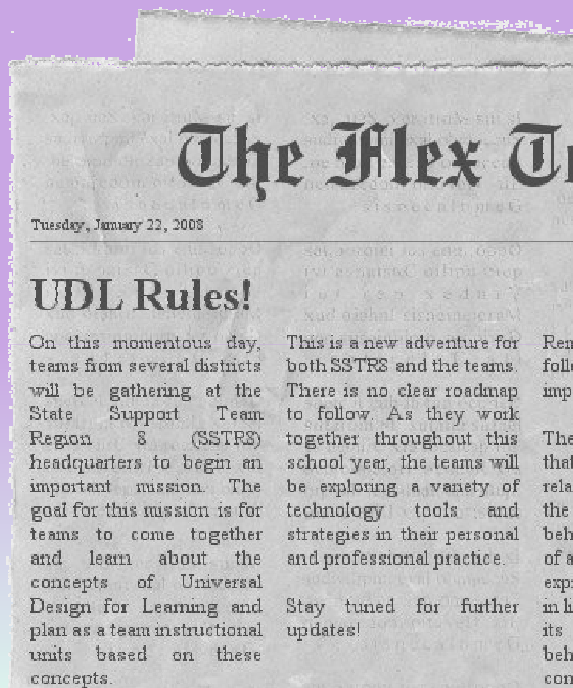 The Flex
Tuesday, January 22, 2008
UDL Rules!
On this momentous day,
teams from several districts
will be gathering at the
State Support Team
Region 8 (SSTR8)
headquarters to begin an
important mission. The
goal for this mission is for
teams to come together
and learn about the
concepts of Universal
Design for Learning and
plan as a team instructional
units based on these
concepts.
This is a new adventure for
both SSTR8 and the teams.
There is no clear roadmap
to follow. As they work
together throughout this
school year, the teams will
be exploring a variety of
technology tools and
strategies in their personal
and professional practice.
Stay tuned for further
updates!